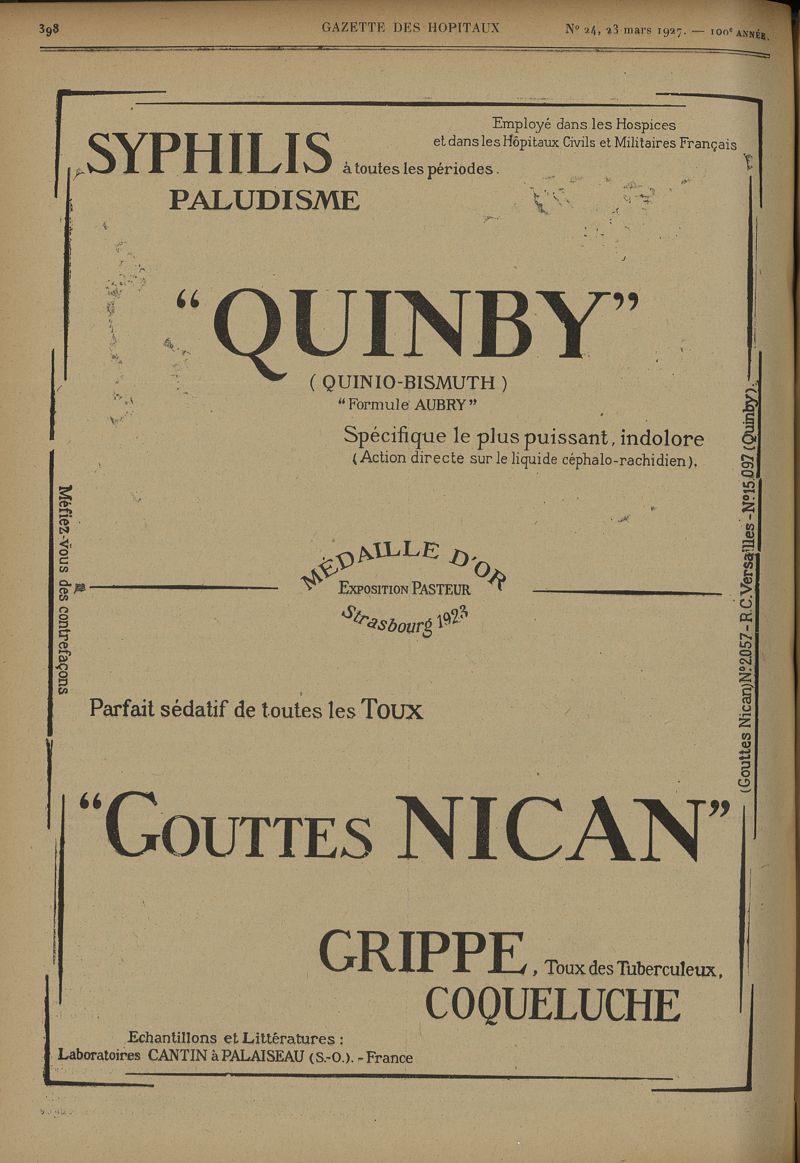 398 GAZETTE DES HOPITAUX N° 24, 23 mars 1927. — 100e ANNÉE.
Employé dans les Hospices
et dans les Hôpitaux Civils et Militaires Français
SYPHILIS à toutes les périodes.
PALUDISME
“QUINBY”
( QUINIO-BISMUTH )
“Formule AUBRY”
Spécifique le plus puissant, indolore
(Action directe sur le liquide céphalo-rachidien).
Méfiez-vous des contrefaçons
(Gouttes Nican) N°2.057 - R.C. Versailles - N°15.097 (Quinby).
MÉDAILLE D'OR
EXPOSITION PASTEUR
Strasbourg 1923
Parfait sédatif de toutes les TOUX
“GOUTTES NICAN”
GRIPPE, Toux des Tuberculeux,
COQUELUCHE
Echantillons et Littératures :
Laboratoires CANTIN à PALAISEAU (S.-O.). - France